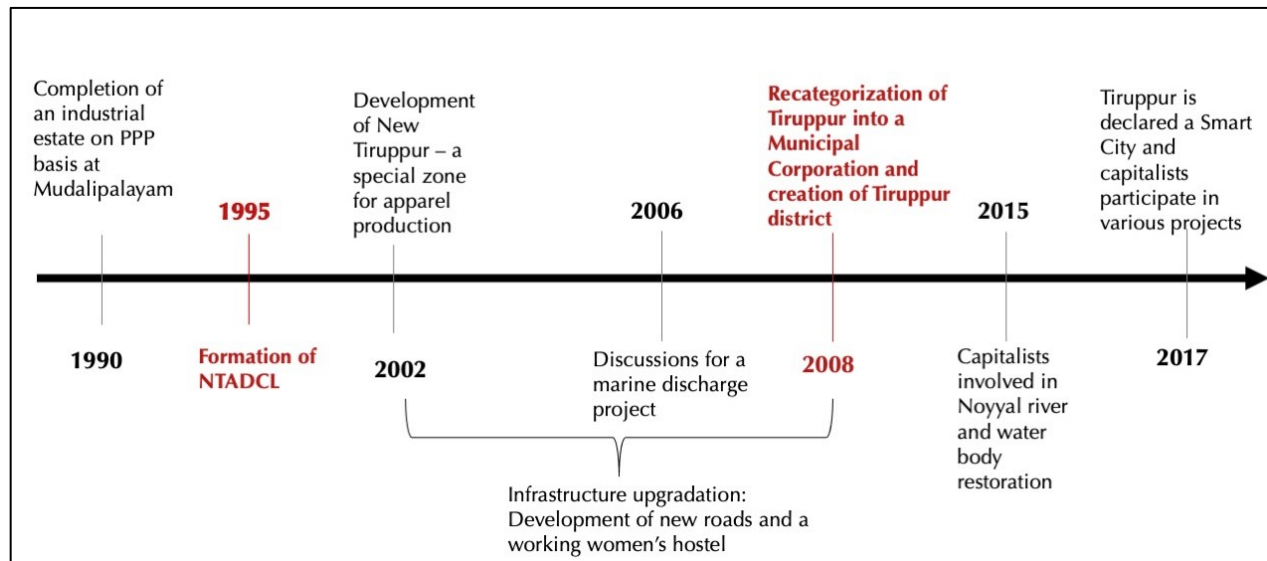 Completion of
an industrial
estate on PPP
basis at
Mudalipalayam
1990
1995
Formation of
NTADCL
Development
of New
Tiruppur – a
special zone
for apparel
production
2002
2006
Discussions for a
marine discharge
project
Recategorization of
Tiruppur into a
Municipal
Corporation and
creation of Tiruppur
district
2008
Infrastructure upgradation:
Development of new roads and a
working women's hostel
2015
Capitalists
involved in
Noyyal river
and water
body
restoration
Tiruppur is
declared a Smart
City and
capitalists
participate in
various projects
2017